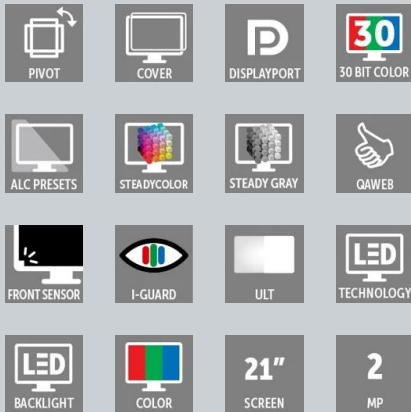 PIVOT
COVER
DISPLAYPORT
30
30 BIT COLOR
ALC PRESETS
STEADYCOLOR
STEADY GRAY
QAWEB
FRONT SENSOR
I-GUARD
ULT
LED
TECHNOLOGY
LED
BACKLIGHT
COLOR
21"
SCREEN
2
MP